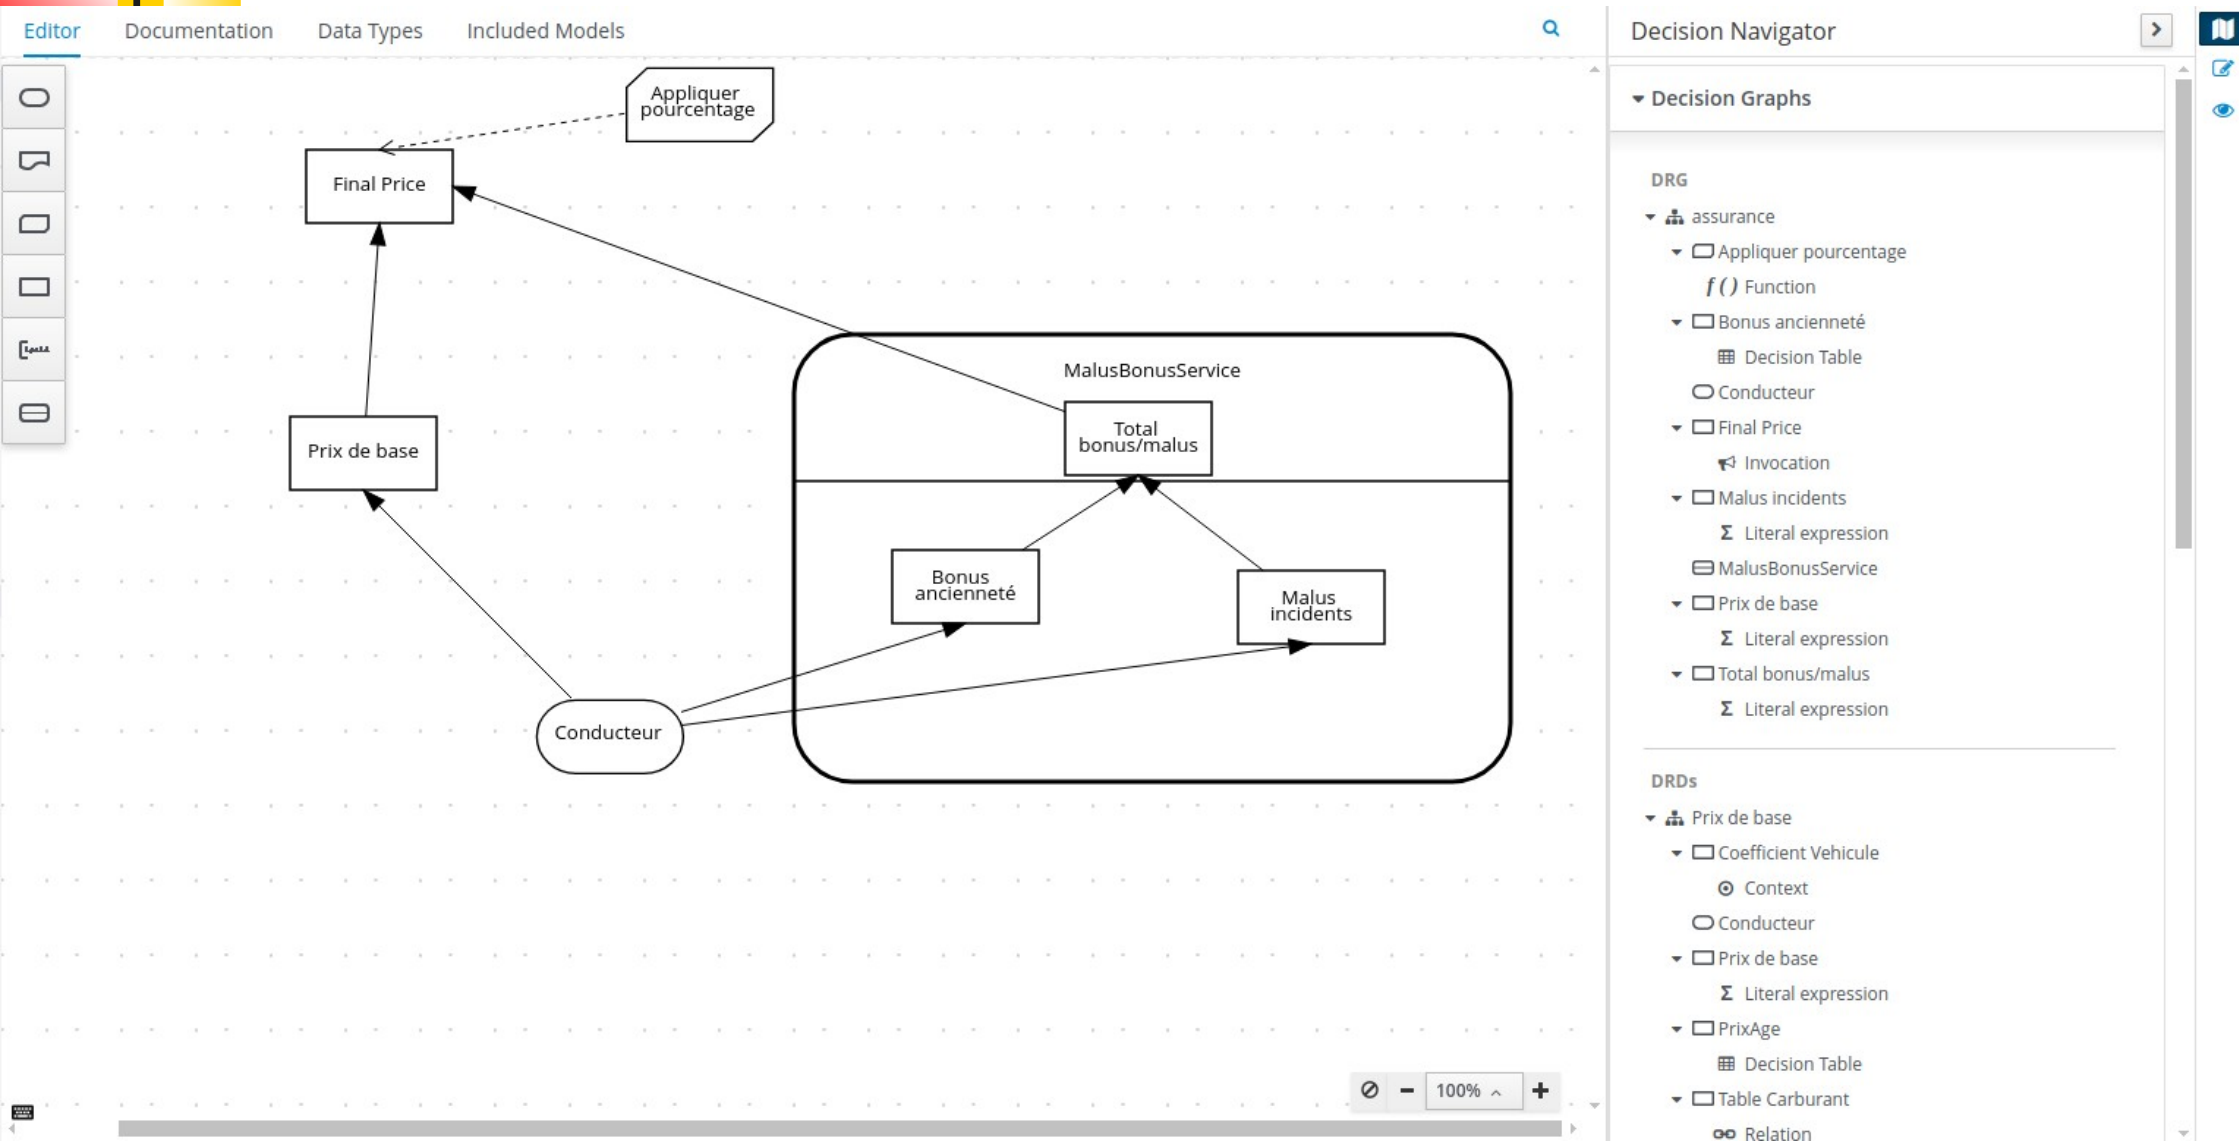 Editor
Documentation
Data Types
Included Models
Appliquer
pourcentage
Final Price
MalusBonusService
Total
bonus/malus
Prix de base
Bonus
ancienneté
Malus
incidents
Conducteur
100%
Decision Navigator
Decision Graphs
DRG
assurance
Appliquer pourcentage
f ( ) Function
Bonus ancienneté
Decision Table
Conducteur
Final Price
Invocation
Malus incidents
Σ Literal expression
MalusBonusService
Prix de base
Σ Literal expression
Total bonus/malus
Σ Literal expression
DRDs
Prix de base
Coefficient Vehicule
Context
Conducteur
Prix de base
Σ Literal expression
PrixAge
Decision Table
Table Carburant
Relation